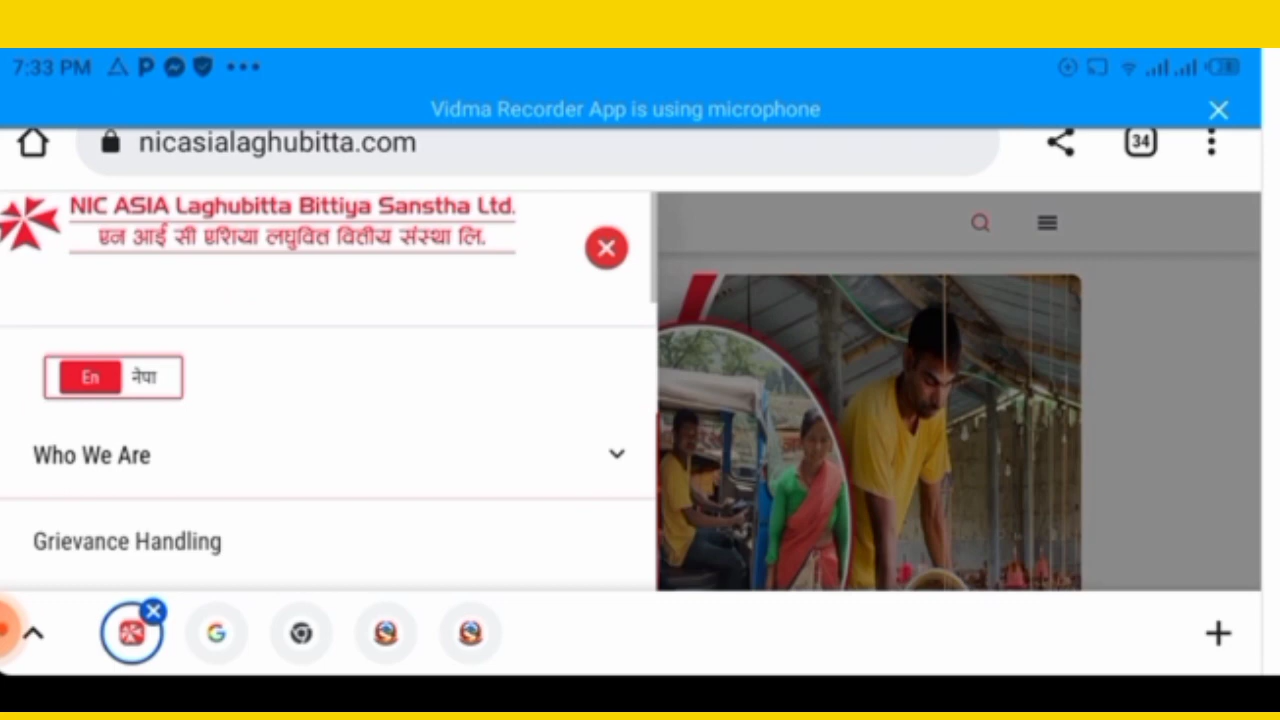 7:33 PM
Vidma Recorder App is using microphone
nicasialaghubitta.com
34
NIC ASIA Laghubitta Bittiya Sanstha Ltd.
एन आई सी एशिया लघुवित्त वित्तीय संस्था लि.
En नेपा
Who We Are
Grievance Handling